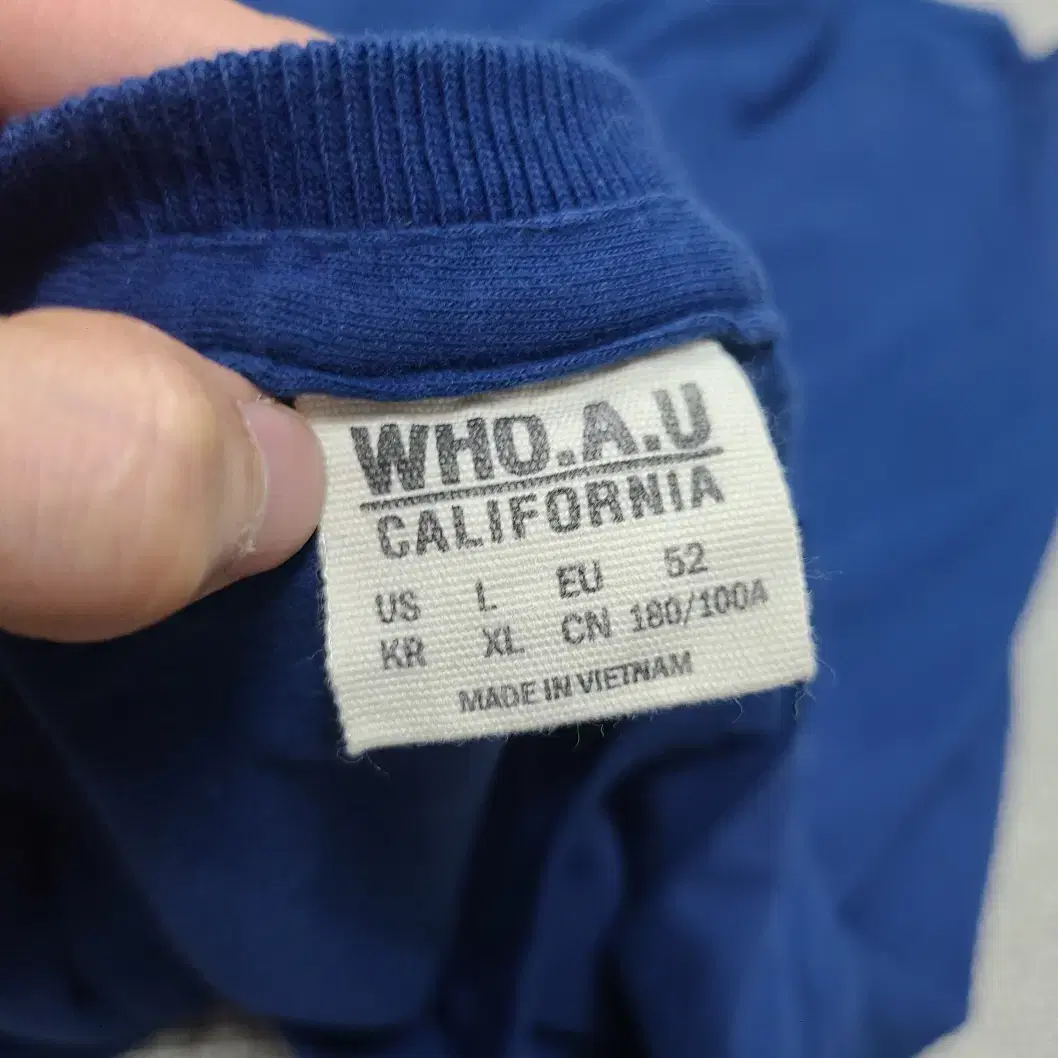 WHO.A.U
CALIFORNIA
US L EU 52
KR XL CN 180/100A
MADE IN VIETNAM